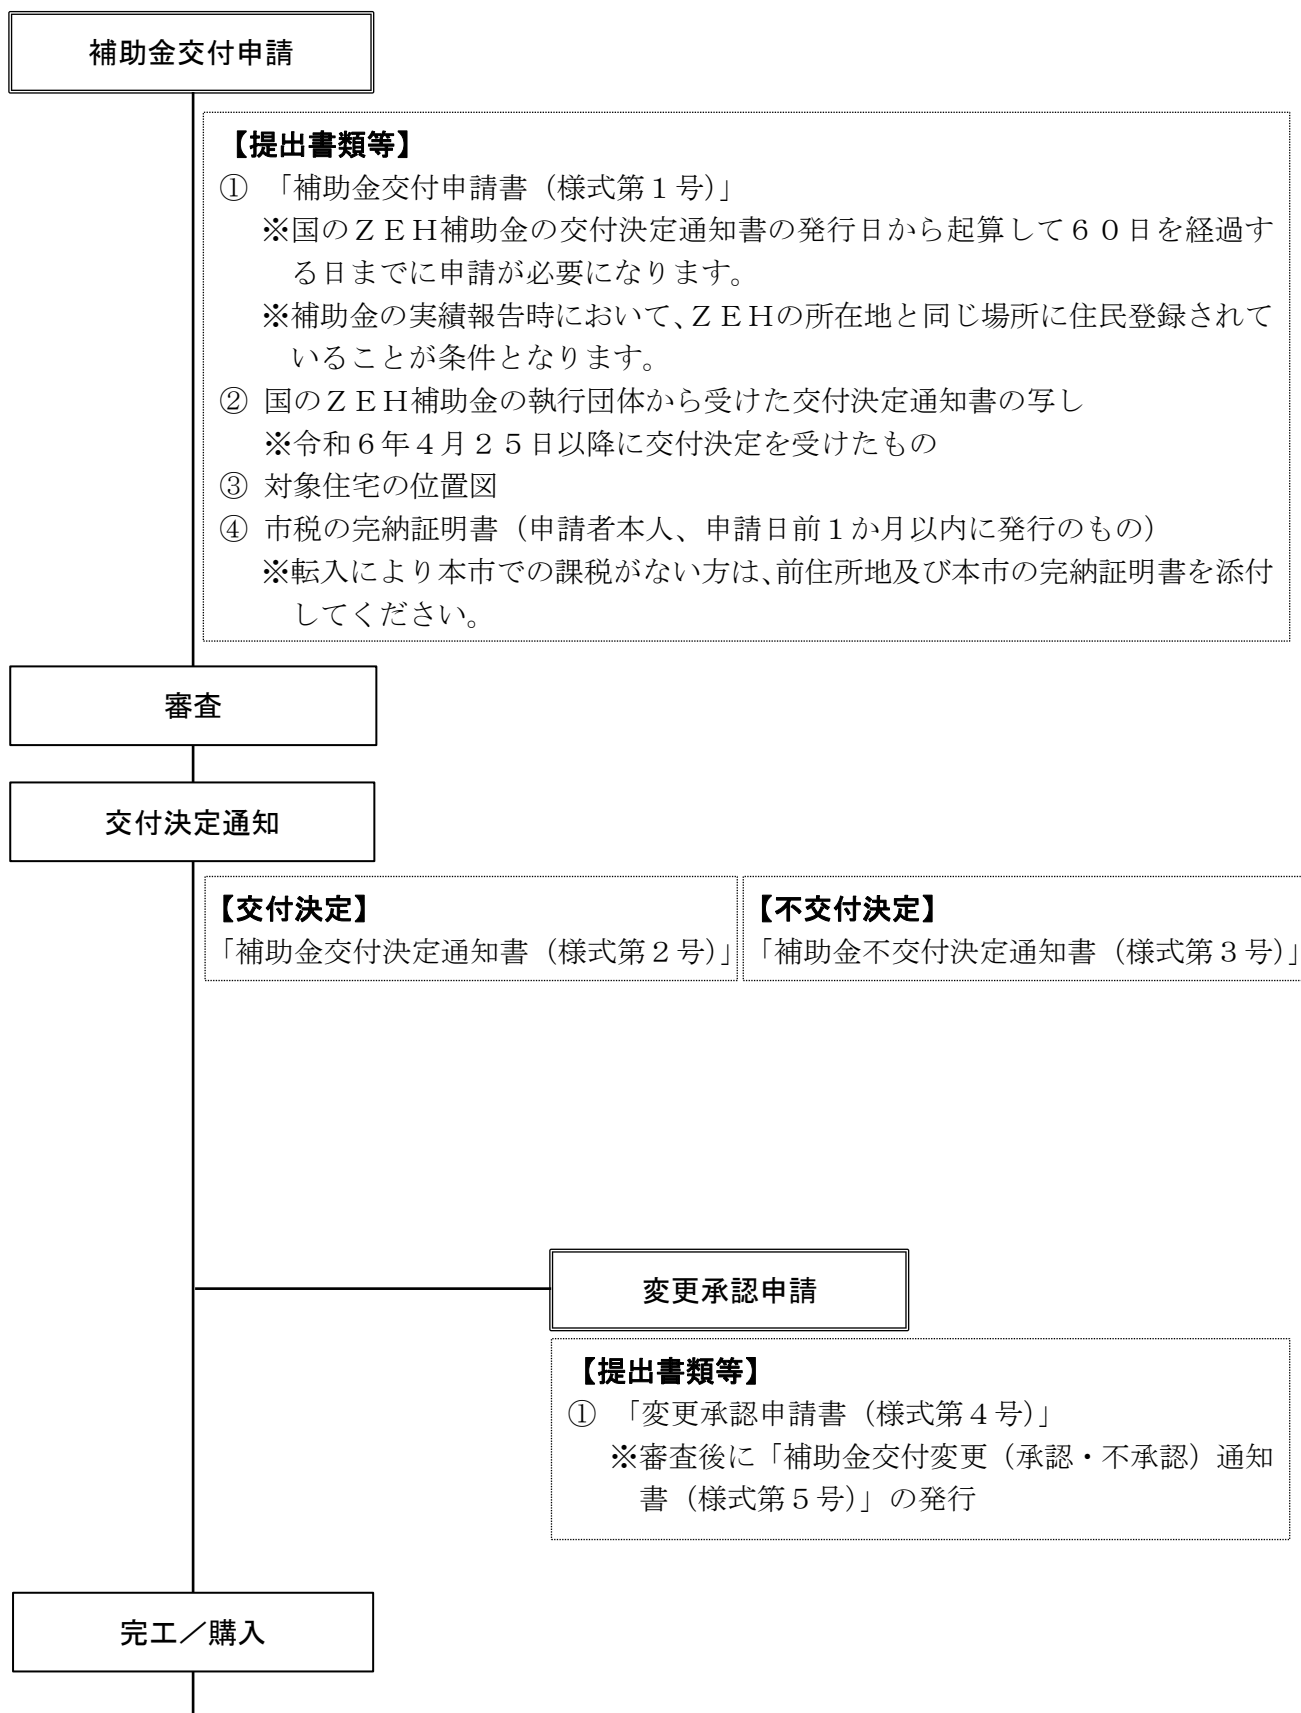 補助金交付申請
【提出書類等】
① 「補助金交付申請書（様式第１号）」
※国のＺＥＨ補助金の交付決定通知書の発行日から起算して６０日を経過す
る日までに申請が必要になります。
※補助金の実績報告時において、ＺＥＨの所在地と同じ場所に住民登録されて
いることが条件となります。
② 国のＺＥＨ補助金の執行団体から受けた交付決定通知書の写し
※令和６年４月２５日以降に交付決定を受けたもの
③ 対象住宅の位置図
④ 市税の完納証明書（申請者本人、申請日前１か月以内に発行のもの）
※転入により本市での課税がない方は、前住所地及び本市の完納証明書を添付
してください。
審査
交付決定通知
【交付決定】
「補助金交付決定通知書（様式第２号）」
【不交付決定】
「補助金不交付決定通知書（様式第３号）」
変更承認申請
【提出書類等】
① 「変更承認申請書（様式第４号）」
※審査後に「補助金交付変更（承認・不承認）通知
書（様式第５号）」の発行
完工／購入